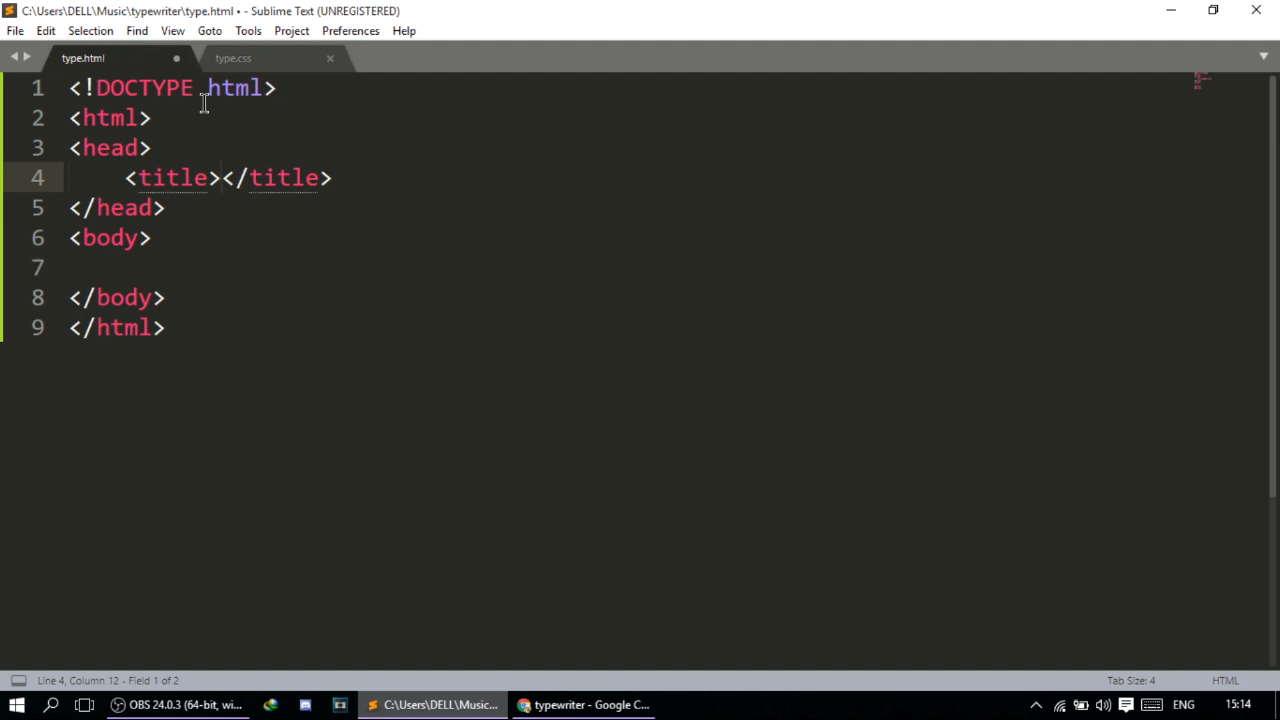 C:\Users\DELL\Music\typewriter\type.html • - Sublime Text (UNREGISTERED)
File Edit Selection Find View Goto Tools Project Preferences Help
type.html type.css
1 <!DOCTYPE html>
2 <html>
3 <head>
4 <title></title>
5 </head>
6 <body>
7
8 </body>
9 </html>
Line 4, Column 12 - Field 1 of 2 Tab Size: 4 HTML
OBS 24.0.3 (64-bit, wi... C:\Users\DELL\Music... typewriter - Google C... ENG 15:14